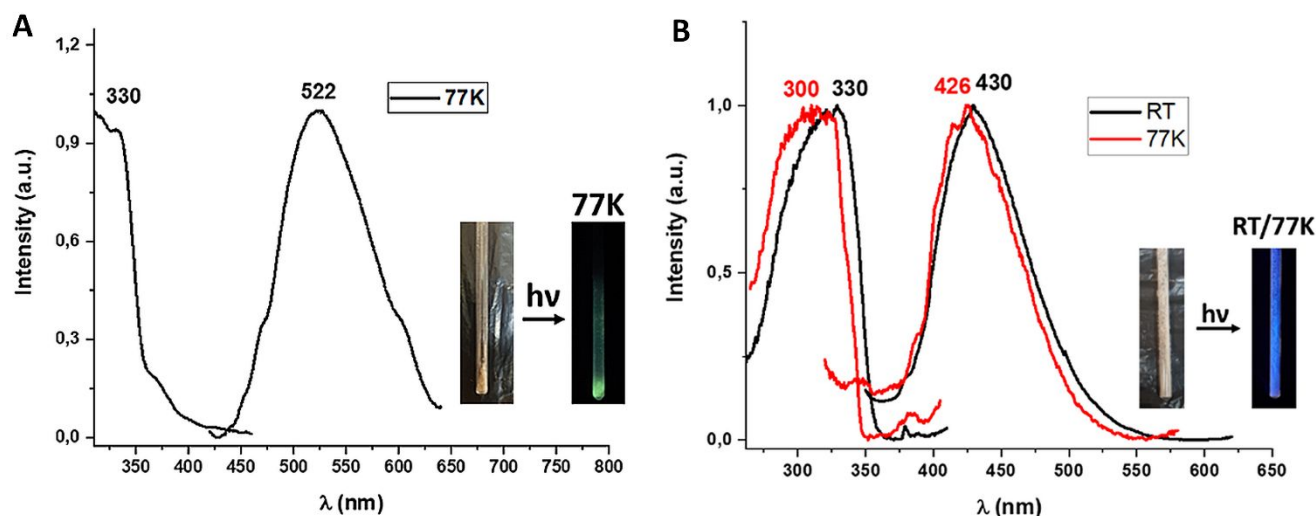 A
1,2
330
522
77K
1,0
0,9
0,6
0,3
0,0
Intensity (a.u.)
77K
hν
350 400 450 500 550 600 650 700 750 800
λ (nm)
B
300 330
426 430
RT
77K
1,0
0,5
0,0
Intensity (a.u.)
RT/77K
hν
300 350 400 450 500 550 600 650
λ (nm)